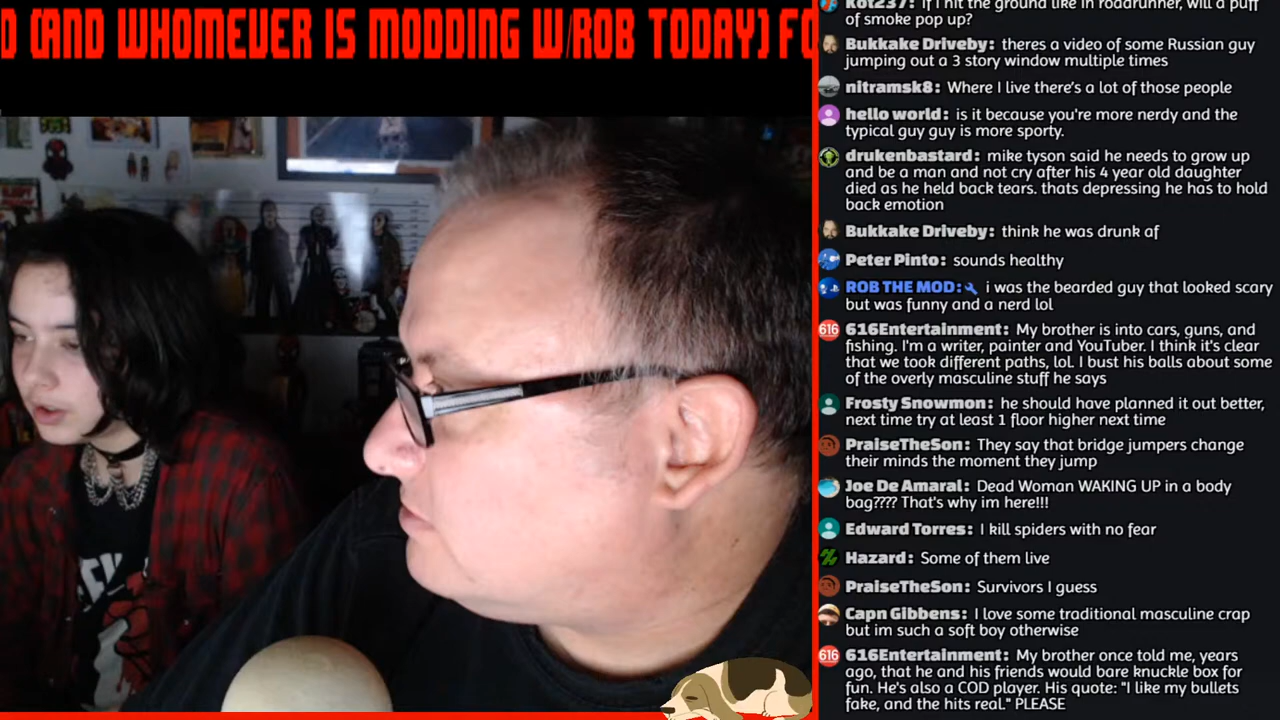 D (AND WHOMEVER IS MODDING W/ROB TODAY) FO
kot237: If I hit the ground like in roadrunner, will a puff
of smoke pop up?
Bukkake Driveby: theres a video of some Russian guy
jumping out a 3 story window multiple times
nitramsk8: Where I live there's a lot of those people
hello world: is it because you're more nerdy and the
typical guy guy is more sporty.
drukenbastard: mike tyson said he needs to grow up
and be a man and not cry after his 4 year old daughter
died as he held back tears. thats depressing he has to hold
back emotion
Bukkake Driveby: think he was drunk af
Peter Pinto: sounds healthy
ROB THE MOD: i was the bearded guy that looked scary
but was funny and a nerd lol
616 616Entertainment: My brother is into cars, guns, and
fishing. I'm a writer, painter and YouTuber. I think it's clear
that we took different paths, lol. I bust his balls about some
of the overly masculine stuff he says
Frosty Snowmon: he should have planned it out better,
next time try at least 1 floor higher next time
PraiseTheSon: They say that bridge jumpers change
their minds the moment they jump
Joe De Amaral: Dead Woman WAKING UP in a body
bag???? That's why im here!!!
Edward Torres: I kill spiders with no fear
Hazard: Some of them live
PraiseTheSon: Survivors I guess
Capn Gibbens: I love some traditional masculine crap
but im such a soft boy otherwise
616 616Entertainment: My brother once told me, years
ago, that he and his friends would bare knuckle box for
fun. He's also a COD player. His quote: "I like my bullets
fake, and the hits real." PLEASE